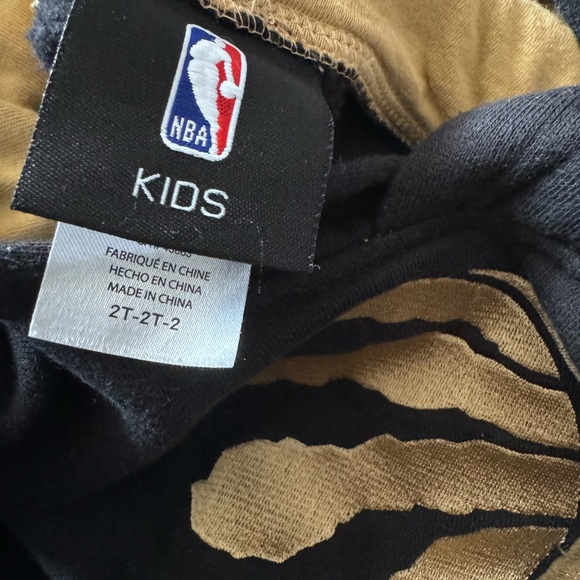 NBA
KIDS
FABRIQUÉ EN CHINE
HECHO EN CHINA
MADE IN CHINA
2T-2T-2